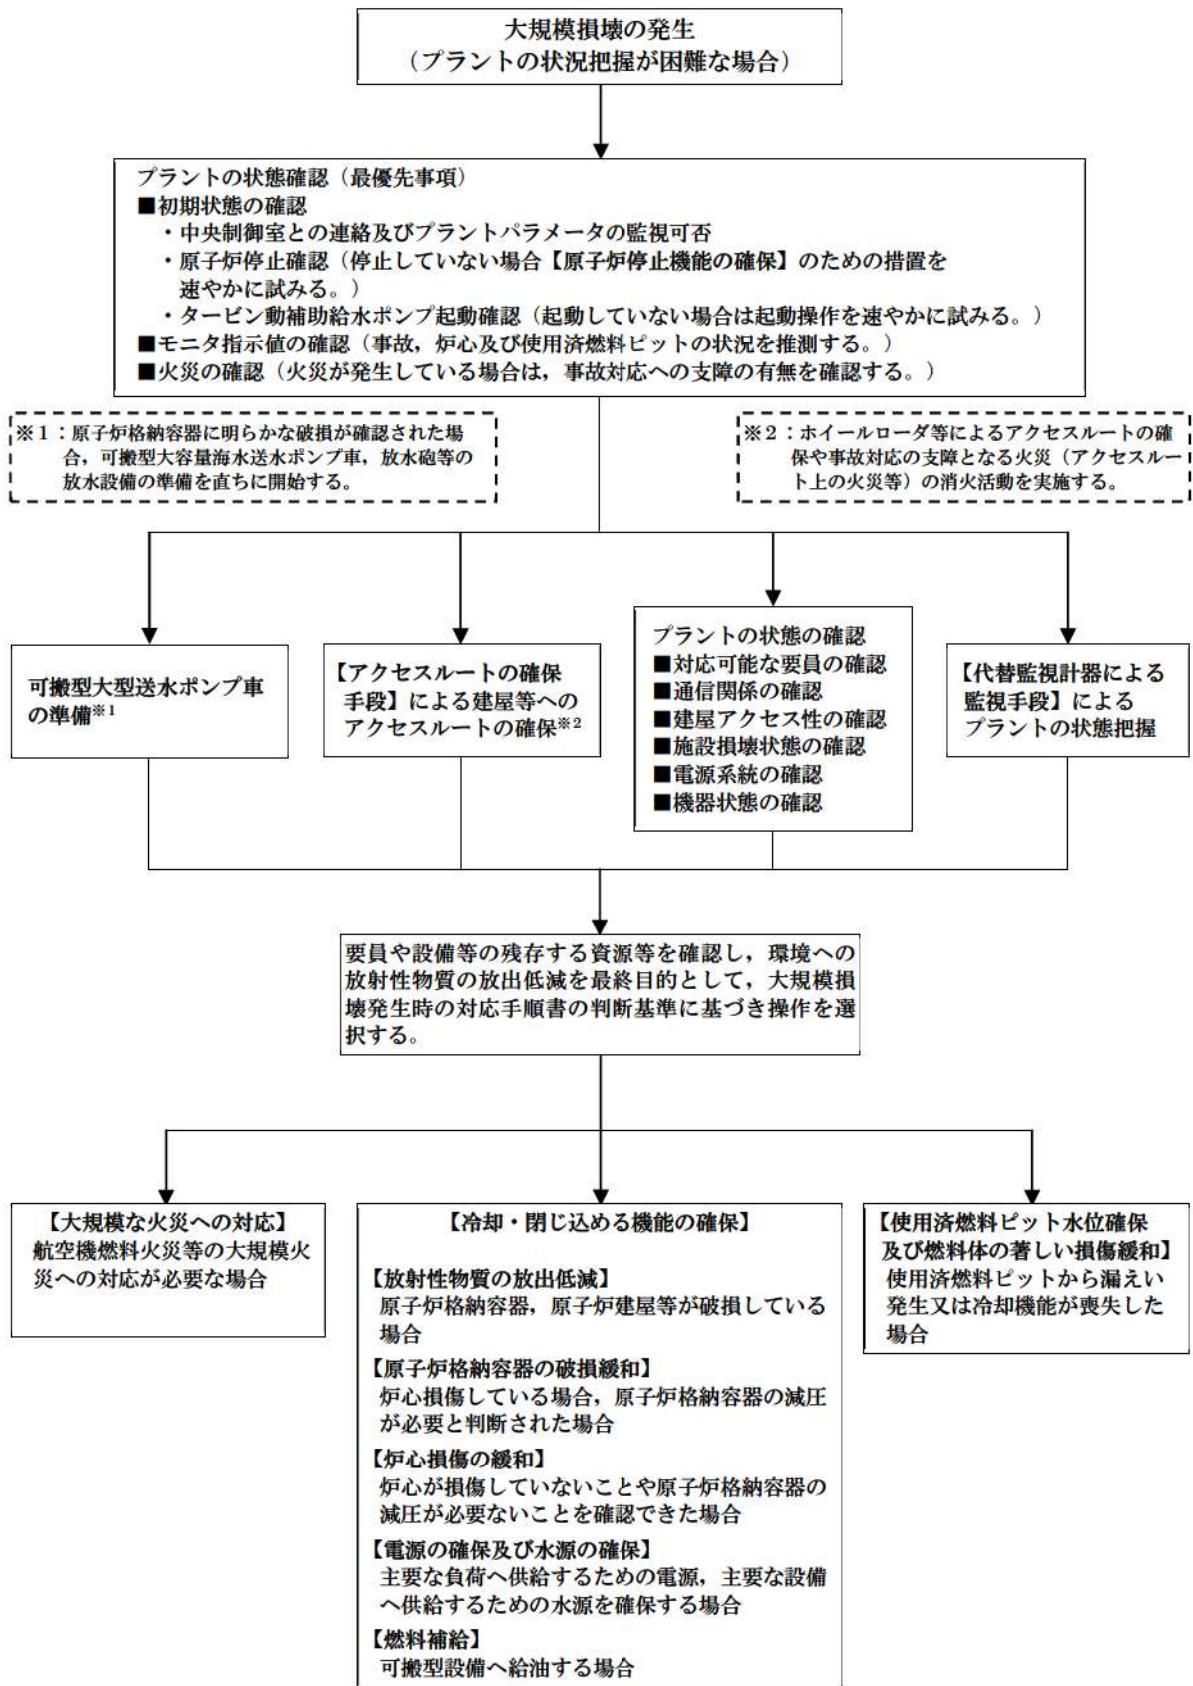 大規模損壊の発生
（プラントの状況把握が困難な場合）
プラントの状態確認（最優先事項）
■初期状態の確認
・中央制御室との連絡及びプラントパラメータの監視可否
・原子炉停止確認（停止していない場合【原子炉停止機能の確保】のための措置を
速やかに試みる。）
・タービン動補助給水ポンプ起動確認（起動していない場合は起動操作を速やかに試みる。）
■モニタ指示値の確認（事故，炉心及び使用済燃料ピットの状況を推測する。）
■火災の確認（火災が発生している場合は，事故対応への支障の有無を確認する。）
※１：原子炉格納容器に明らかな破損が確認された場
合，可搬型大容量海水送水ポンプ車，放水砲等の
放水設備の準備を直ちに開始する。
※２：ホイールローダ等によるアクセスルートの確
保や事故対応の支障となる火災（アクセスルー
ト上の火災等）の消火活動を実施する。
可搬型大型送水ポンプ車
の準備※1
【アクセスルートの確保
手段】による建屋等への
アクセスルートの確保※2
プラントの状態の確認
■対応可能な要員の確認
■通信関係の確認
■建屋アクセス性の確認
■施設損壊状態の確認
■電源系統の確認
■機器状態の確認
【代替監視計器による
監視手段】による
プラントの状態把握
要員や設備等の残存する資源等を確認し，環境への
放射性物質の放出低減を最終目的として，大規模損
壊発生時の対応手順書の判断基準に基づき操作を選
択する。
【大規模な火災への対応】
航空機燃料火災等の大規模火
災への対応が必要な場合
【冷却・閉じ込める機能の確保】
【放射性物質の放出低減】
原子炉格納容器，原子炉建屋等が破損している
場合
【原子炉格納容器の破損緩和】
炉心損傷している場合，原子炉格納容器の減圧
が必要と判断された場合
【炉心損傷の緩和】
炉心が損傷していないことや原子炉格納容器の
減圧が必要ないことを確認できた場合
【電源の確保及び水源の確保】
主要な負荷へ供給するための電源，主要な設備
へ供給するための水源を確保する場合
【燃料補給】
可搬型設備へ給油する場合
【使用済燃料ピット水位確保
及び燃料体の著しい損傷緩和】
使用済燃料ピットから漏えい
発生又は冷却機能が喪失した
場合